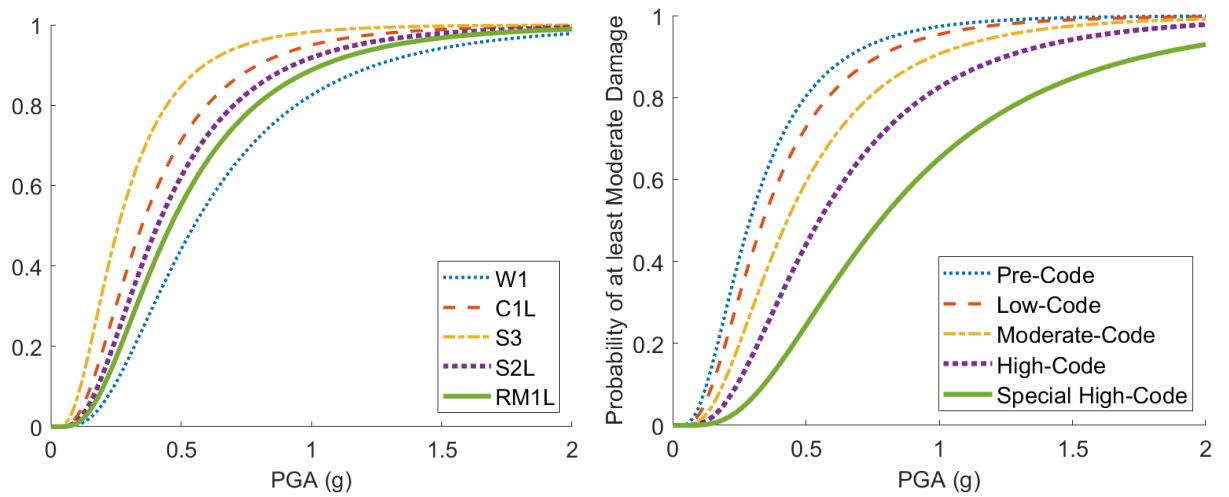 1
0.8
0.6
0.4
0.2
0
0
0.5
1
1.5
2
PGA (g)
W1
C1L
S3
S2L
RM1L
Probability of at least Moderate Damage
1
0.8
0.6
0.4
0.2
0
0
0.5
1
1.5
2
PGA (g)
Pre-Code
Low-Code
Moderate-Code
High-Code
Special High-Code